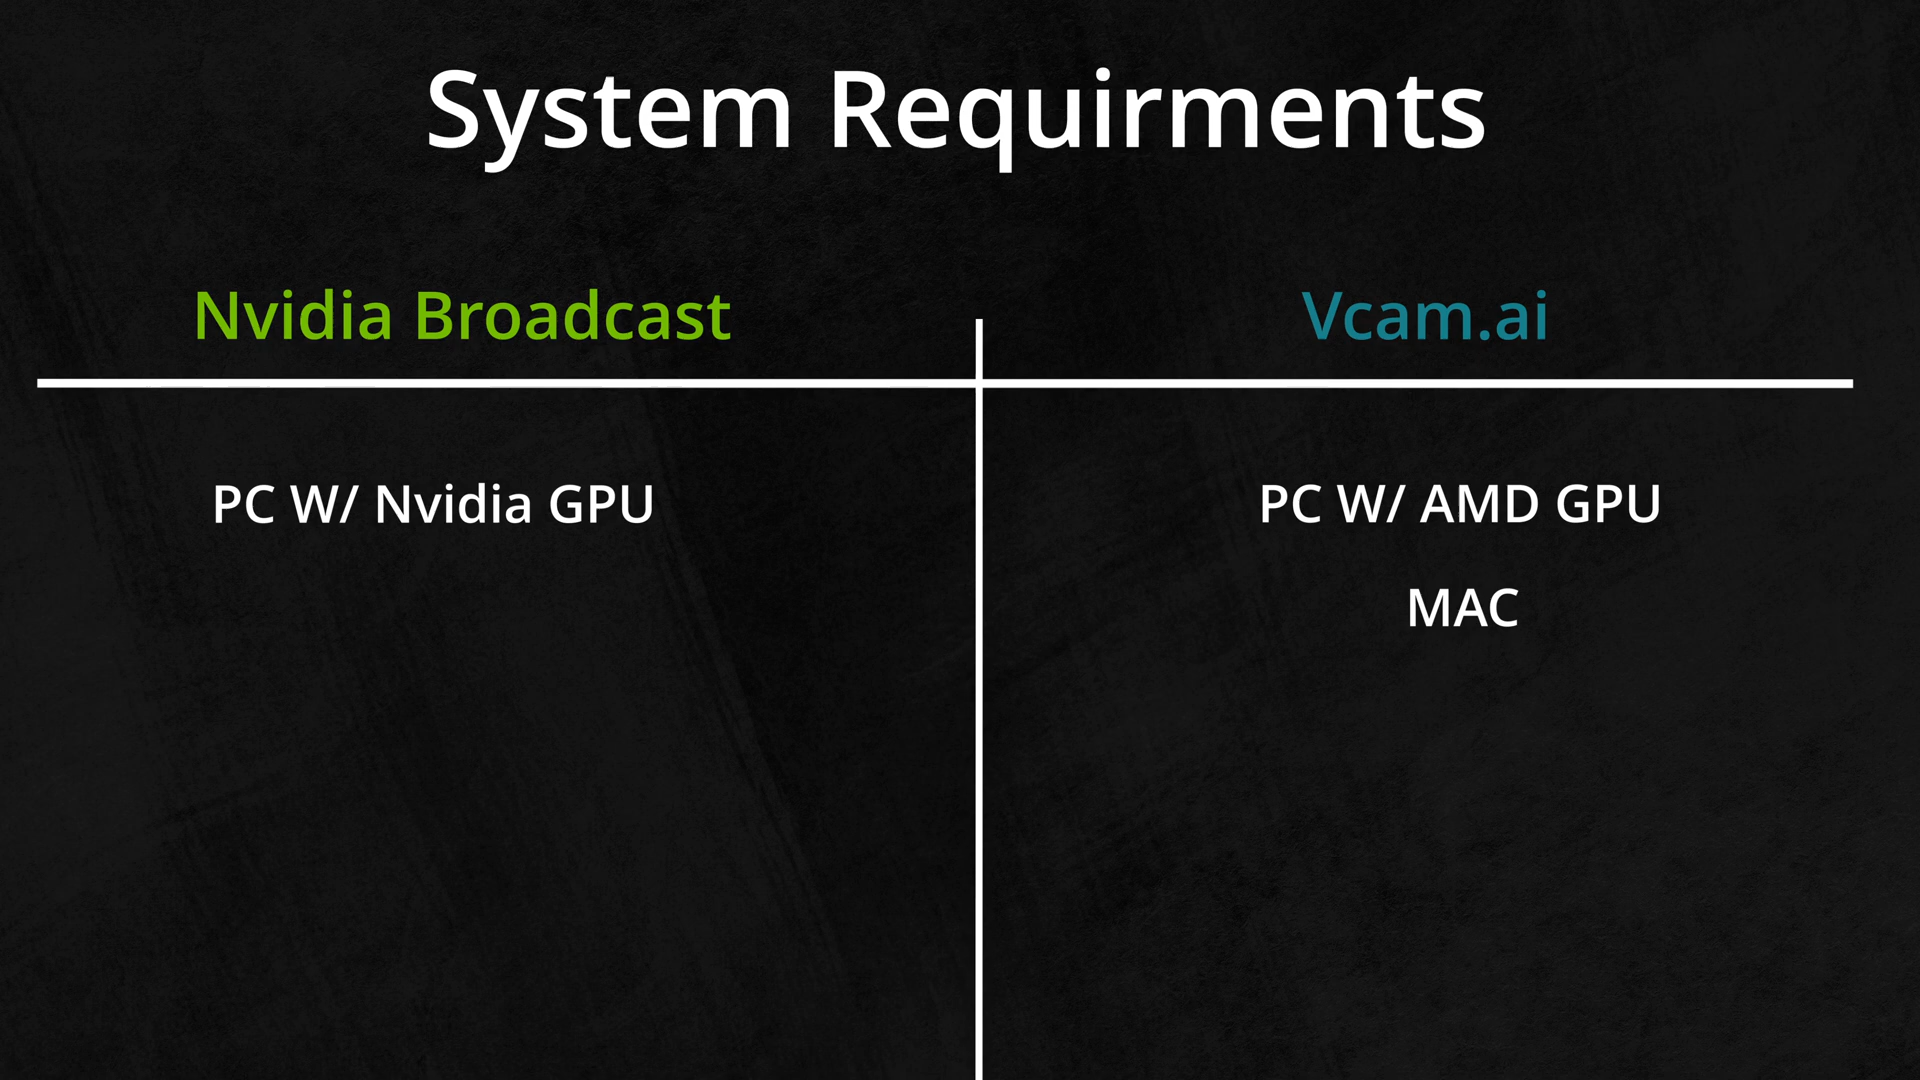 System Requirments
Nvidia Broadcast
Vcam.ai
PC W/ Nvidia GPU
PC W/ AMD GPU
MAC